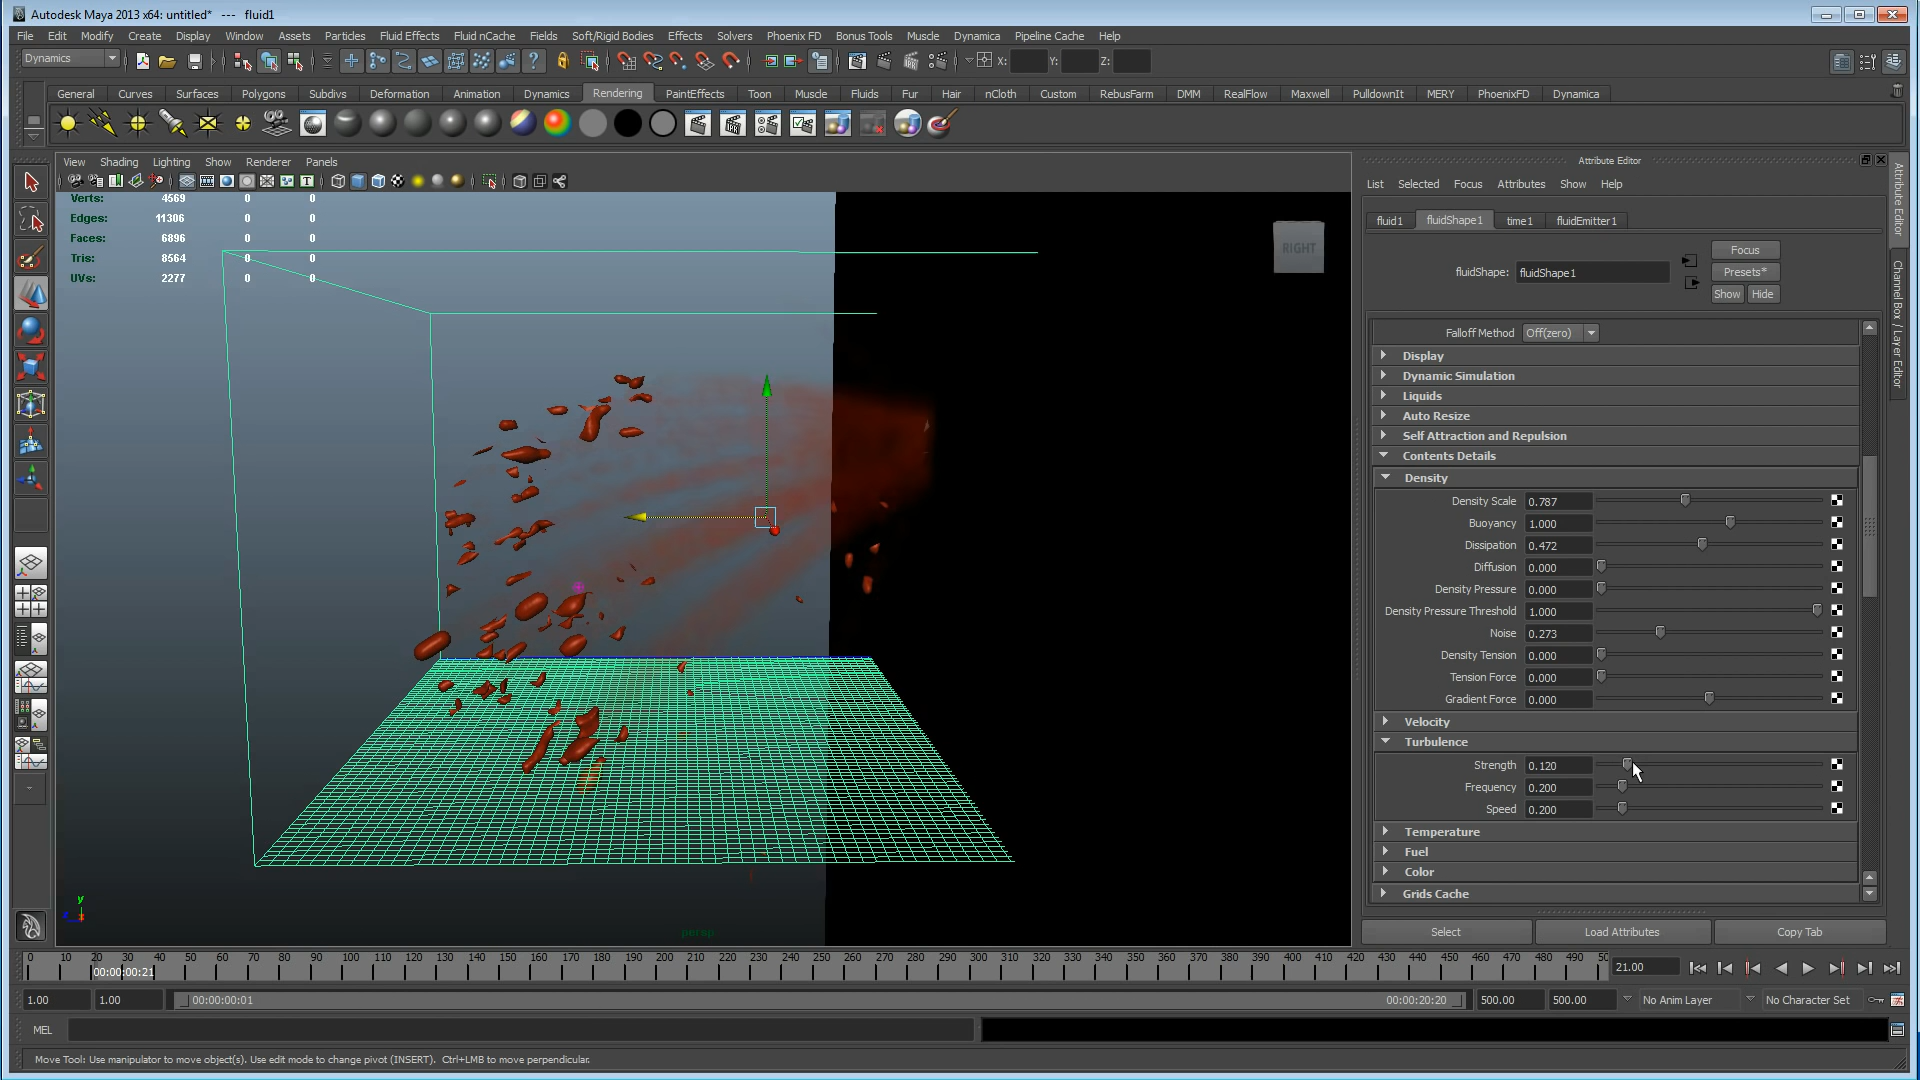 Autodesk Maya 2013 x64: untitled* --- fluid1
File Edit Modify Create Display Window Assets Particles Fluid Effects Fluid nCache Fields Soft/Rigid Bodies Effects Solvers Phoenix FD Bonus Tools Muscle Dynamica Pipeline Cache Help
Dynamics X: Y: Z:
General Curves Surfaces Polygons Subdivs Deformation Animation Dynamics Rendering PaintEffects Toon Muscle Fluids Fur Hair nCloth Custom RebusFarm DMM RealFlow Maxwell PulldownIt MERY PhoenixFD Dynamica
View Shading Lighting Show Renderer Panels
Verts: 4569 0 0
Edges: 11306 0 0
Faces: 6896 0 0
Tris: 8564 0 0
UVs: 2277 0 0
RIGHT
y
persp
Attribute Editor
List Selected Focus Attributes Show Help
fluid1 fluidShape1 time1 fluidEmitter1
Focus
fluidShape: fluidShape1 Presets*
Show Hide
Falloff Method Off(zero)
Display
Dynamic Simulation
Liquids
Auto Resize
Self Attraction and Repulsion
Contents Details
Density
Density Scale 0.787
Buoyancy 1.000
Dissipation 0.472
Diffusion 0.000
Density Pressure 0.000
Density Pressure Threshold 1.000
Noise 0.273
Density Tension 0.000
Tension Force 0.000
Gradient Force 0.000
Velocity
Turbulence
Strength 0.120
Frequency 0.200
Speed 0.200
Temperature
Fuel
Color
Grids Cache
Select Load Attributes Copy Tab
Attribute Editor
Channel Box / Layer Editor
0 10 20 30 40 50 60 70 80 90 100 110 120 130 140 150 160 170 180 190 200 210 220 230 240 250 260 270 280 290 300 310 320 330 340 350 360 370 380 390 400 410 420 430 440 450 460 470 480 490 50
00:00:00:21 21.00
1.00 1.00 00:00:00:01 00:00:20:20 500.00 500.00 No Anim Layer No Character Set
MEL
Move Tool: Use manipulator to move object(s). Use edit mode to change pivot (INSERT). Ctrl+LMB to move perpendicular.